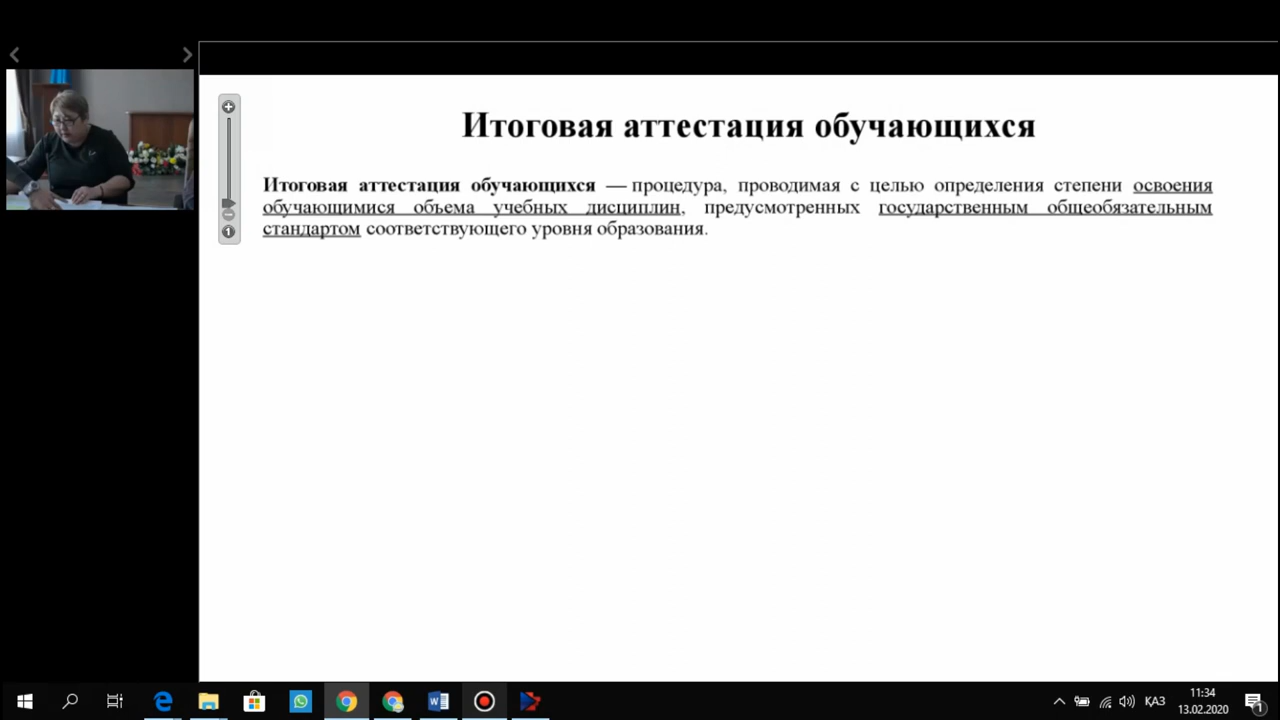 Итоговая аттестация обучающихся
Итоговая аттестация обучающихся — процедура, проводимая с целью определения степени освоения
обучающимися объема учебных дисциплин, предусмотренных государственным общеобязательным
стандартом соответствующего уровня образования.
ҚАЗ
11:34
13.02.2020
1